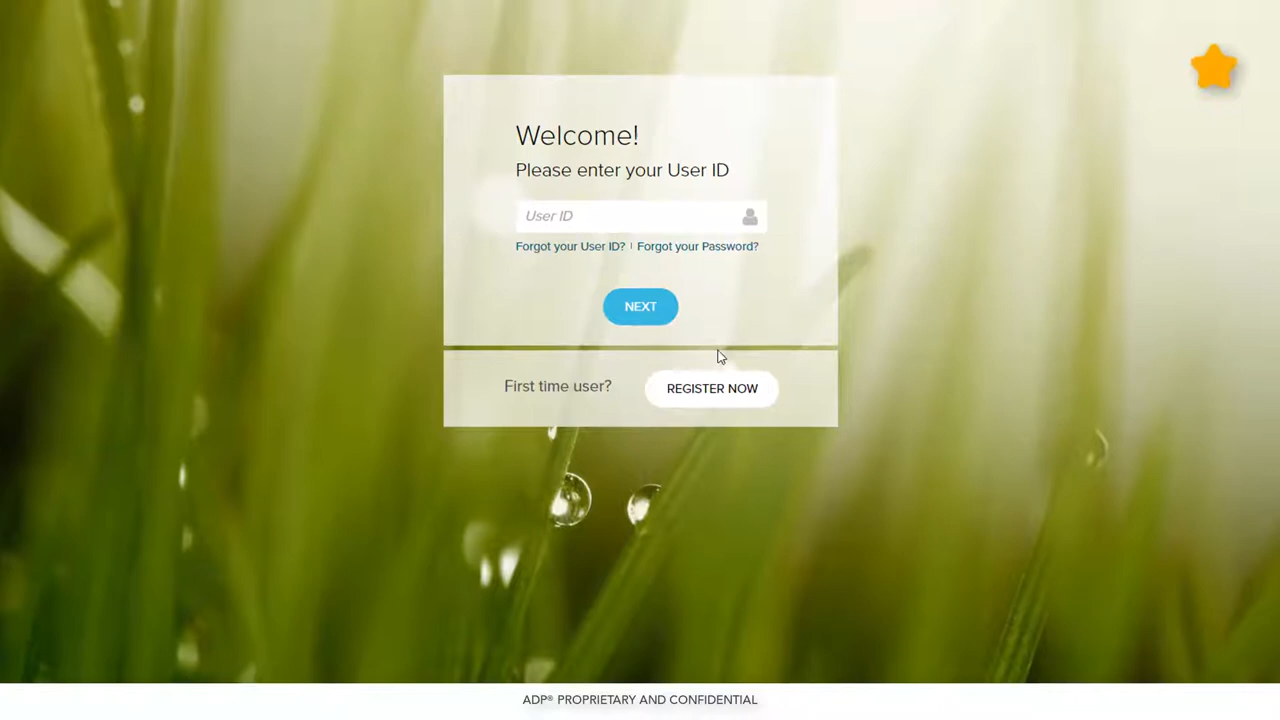 Welcome!
Please enter your User ID
User ID
Forgot your User ID? | Forgot your Password?
NEXT
First time user? REGISTER NOW
ADP® PROPRIETARY AND CONFIDENTIAL